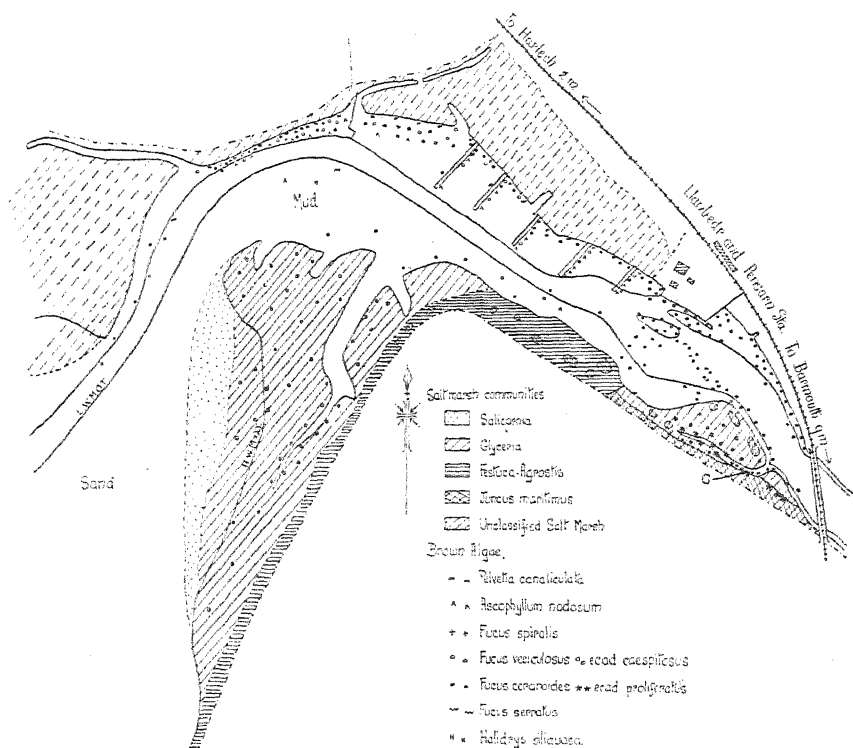 To Harlech 2 m
Llanbedr and Pensarn Sta.
To Barmouth 9 m
Mud
L.W.M.O.T.
H.W.M.O.T.
Sand
G
Salt marsh communities
Salicornia
Glyceria
Festuca-Agrostis
Juncus maritimus
Unclassified Salt Marsh
Brown Algae.
Pelvetia canaliculata
Ascophyllum nodosum
Fucus spiralis
Fucus vesiculosus ecad caespitosus
Fucus ceranoides ecad proliferatus
Fucus serratus
Halidrys siliquosa.